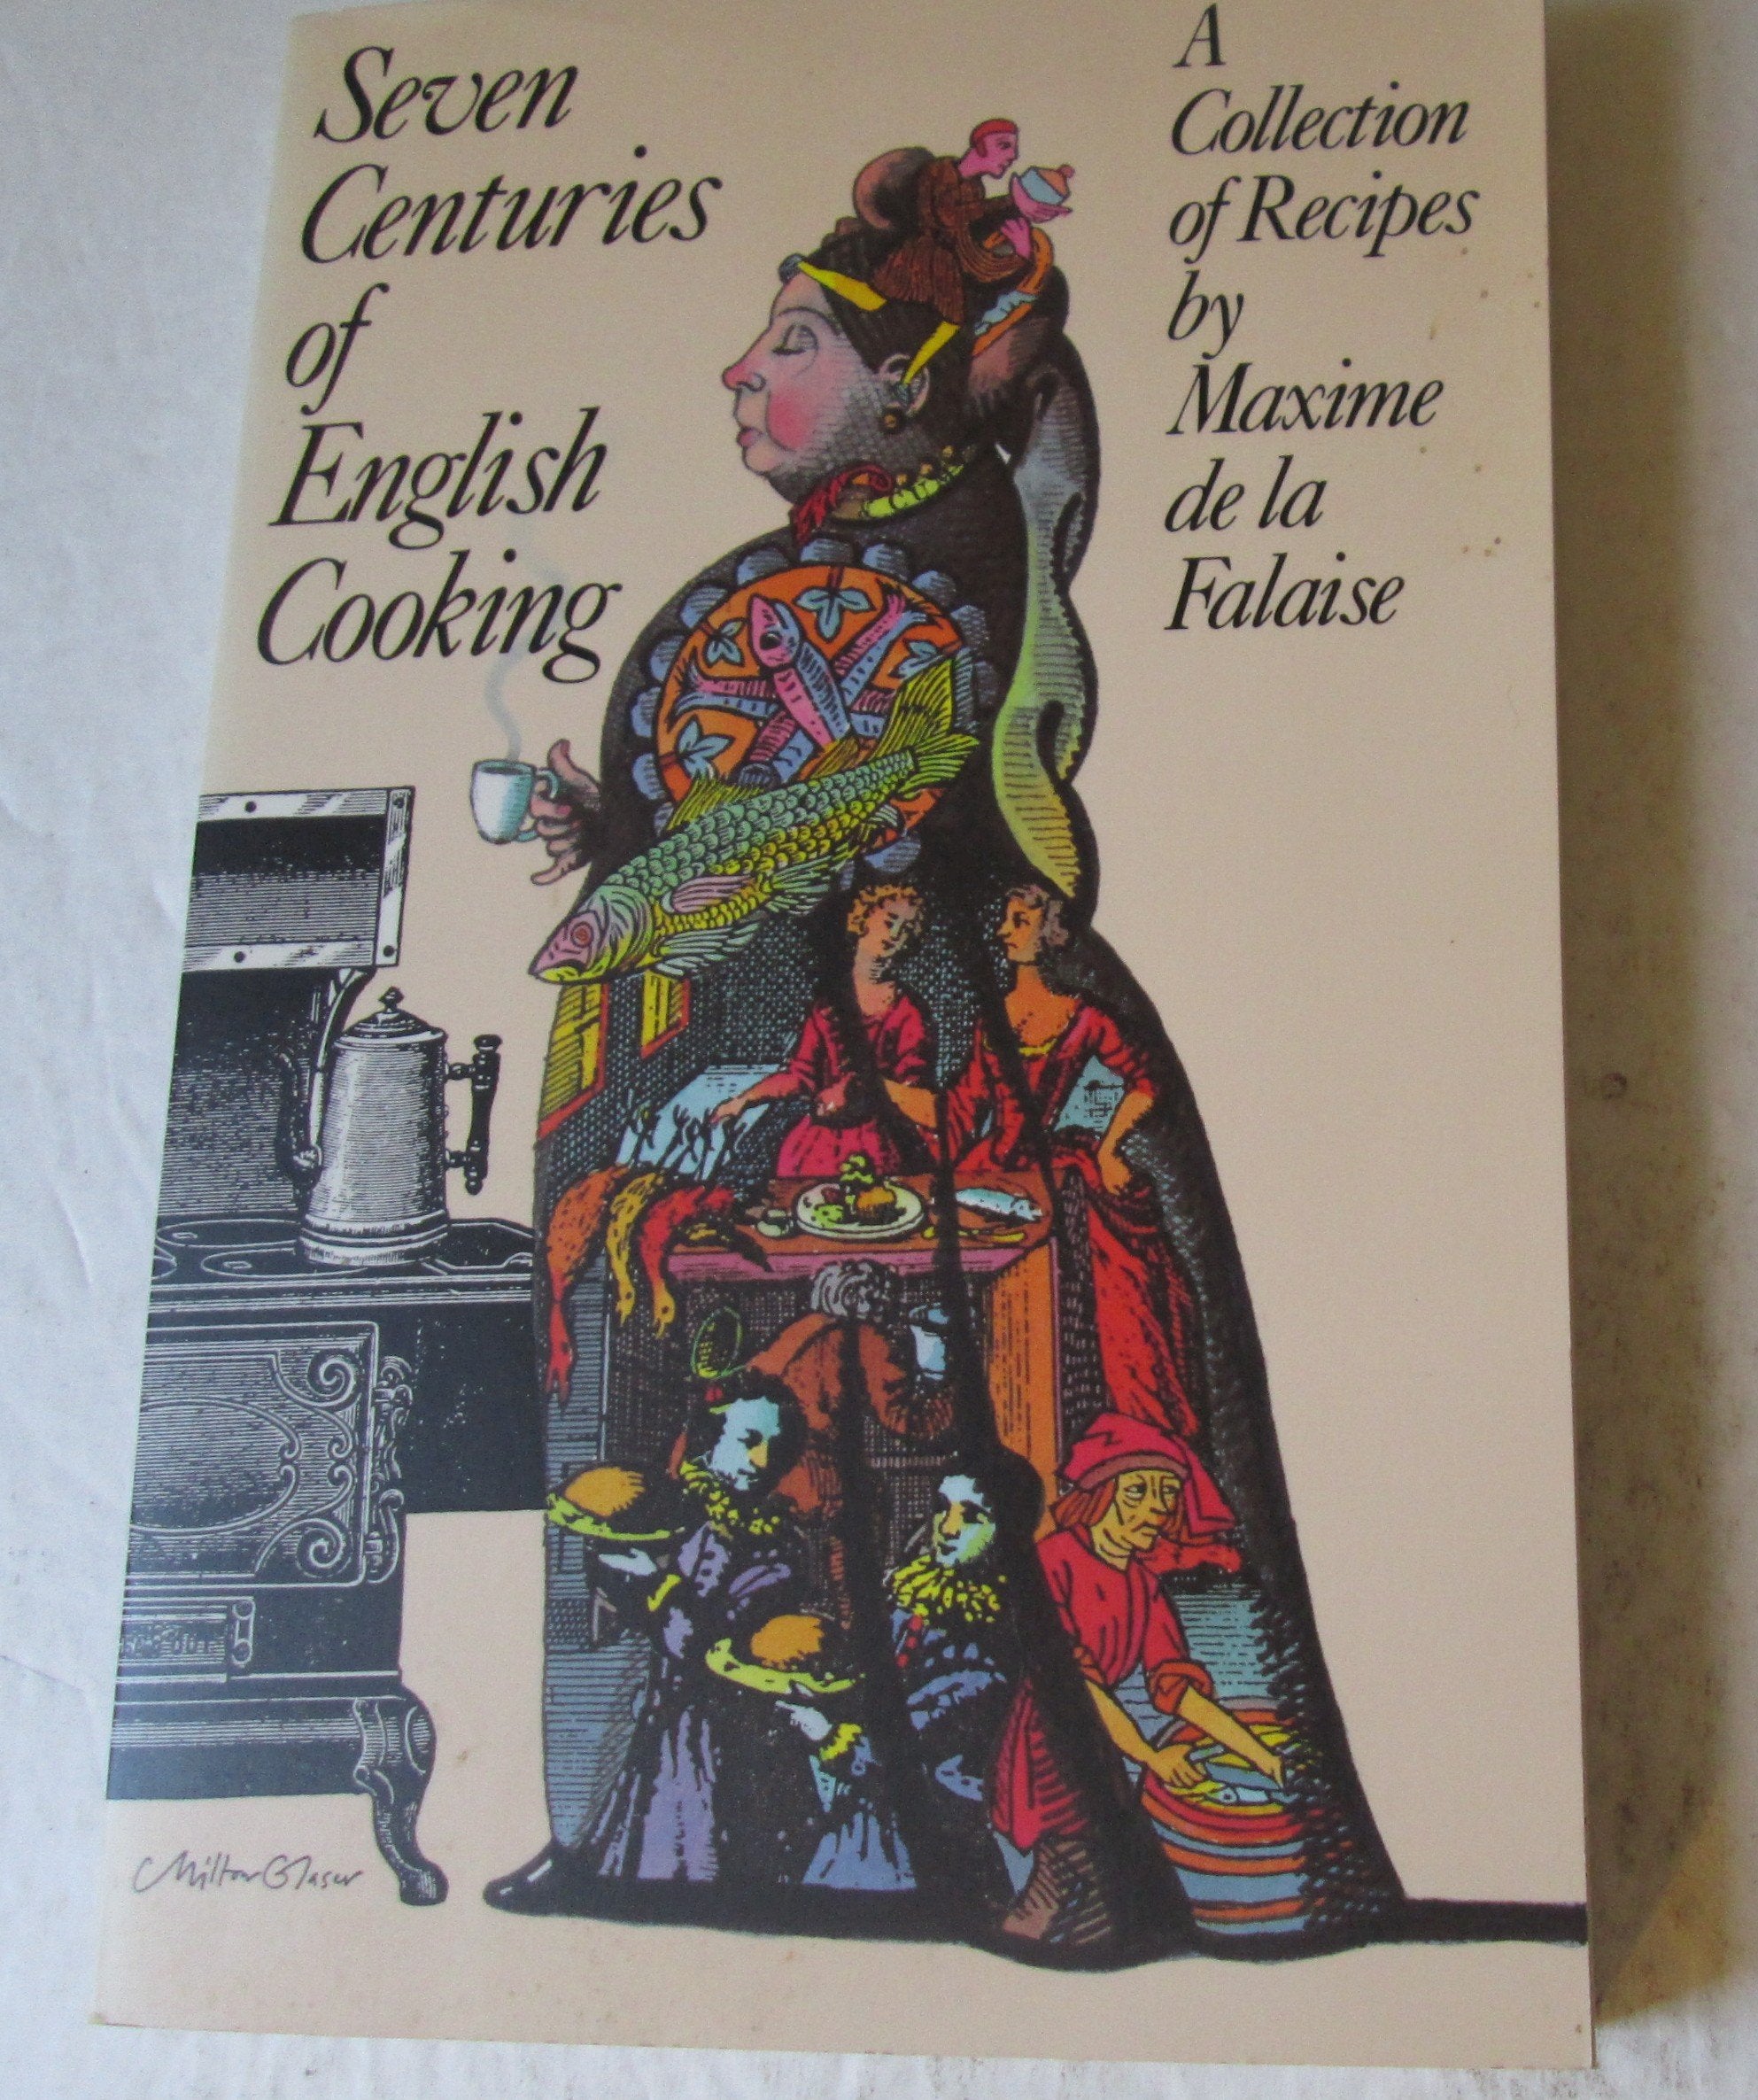 Seven
Centuries
of
English
Cooking
A
Collection
of Recipes
by
Maxime
de la
Falaise
Milton Glaser